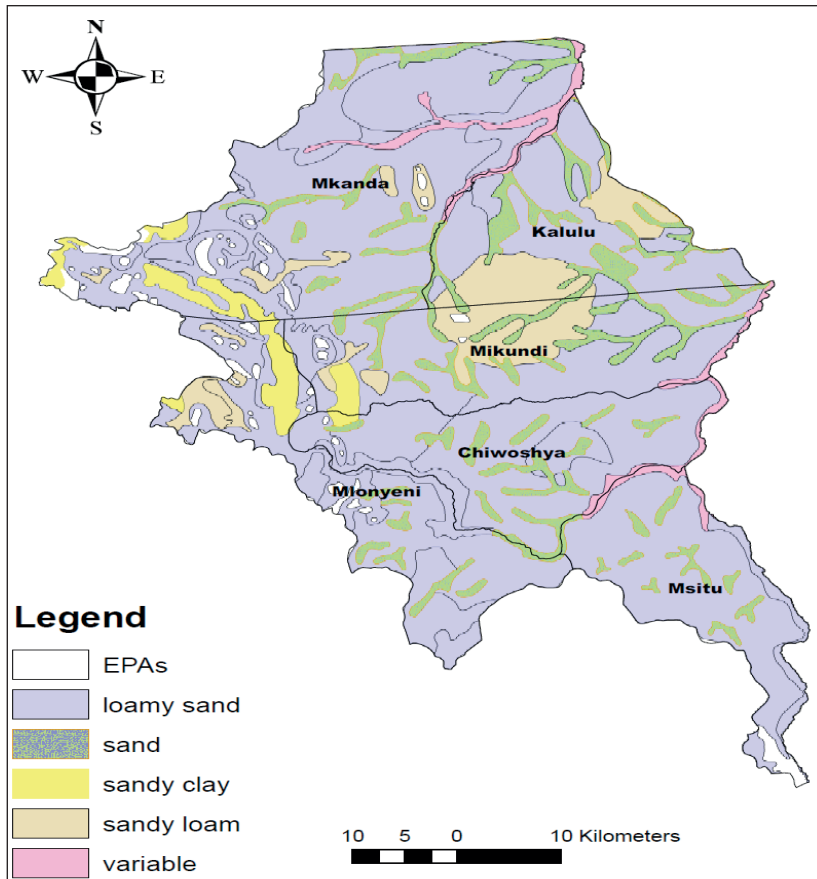 N
W E
S
Mkanda
Kalulu
Mikundi
Chiwoshya
Mlonyeni
Msitu
Legend
EPAs
loamy sand
sand
sandy clay
sandy loam
variable
10 5 0 10 Kilometers